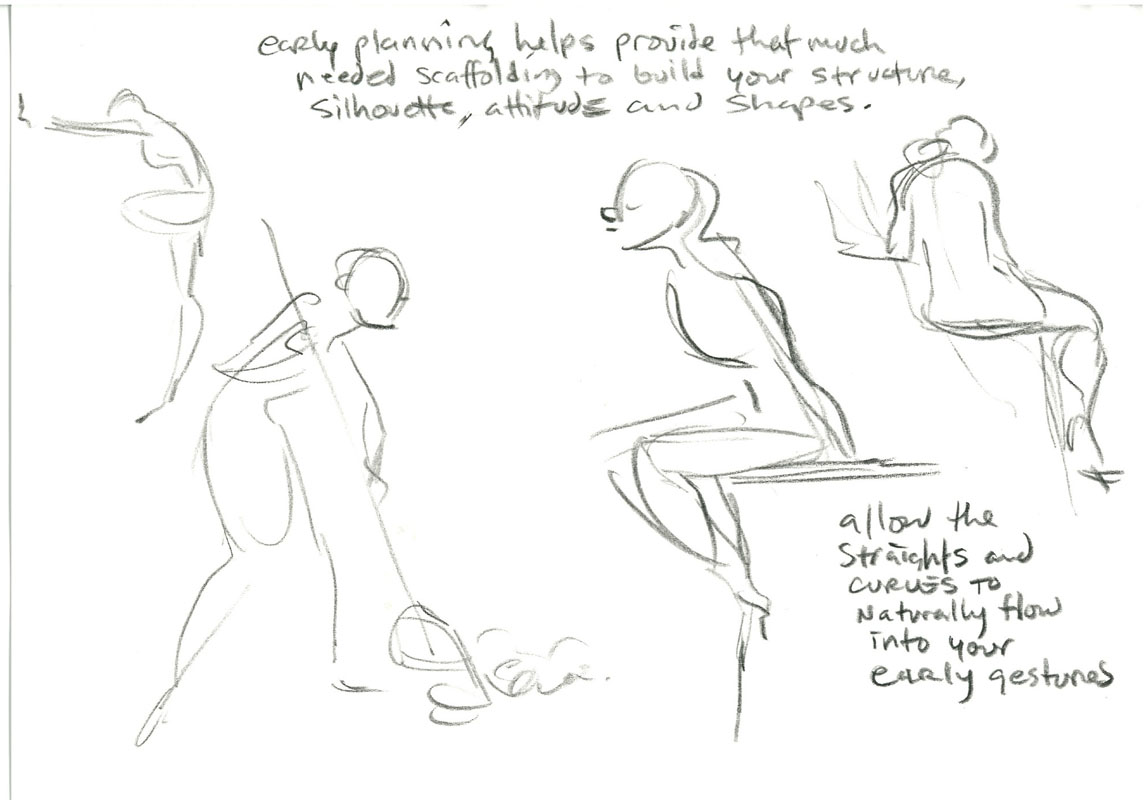 early planning helps provide that much
needed scaffolding to build your structure,
silhouette, attitude and shapes.
allow the
straights and
CURVES TO
Naturally flow
into your
early gestures